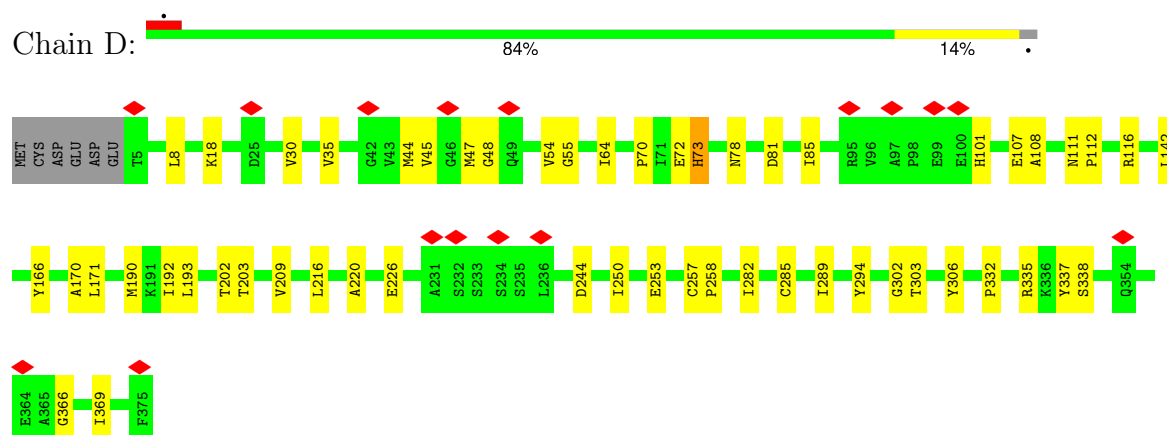 Chain D:
84%
14%
MET CYS ASP GLU ASP GLU T5 L8 K18 D25 V30 V35 G42 V43 M44 V45 G46 M47 G48 Q49 V54 G55 I64 P70 I71 E72 H73 N78 D81 I85 R95 V96 A97 P98 E99 E100 H101 E107 A108 N111 P112 R116
Y166 A170 L171 M190 K191 I192 L193 T202 T203 V209 L216 A220 E226 A231 S232 S233 S234 S235 L236 D244 I250 E253 C257 P258 I282 C285 I289 Y294 G302 T303 Y306 P332 R335 K336 Y337 S338 Q354
E364 A365 G366 I369 F375